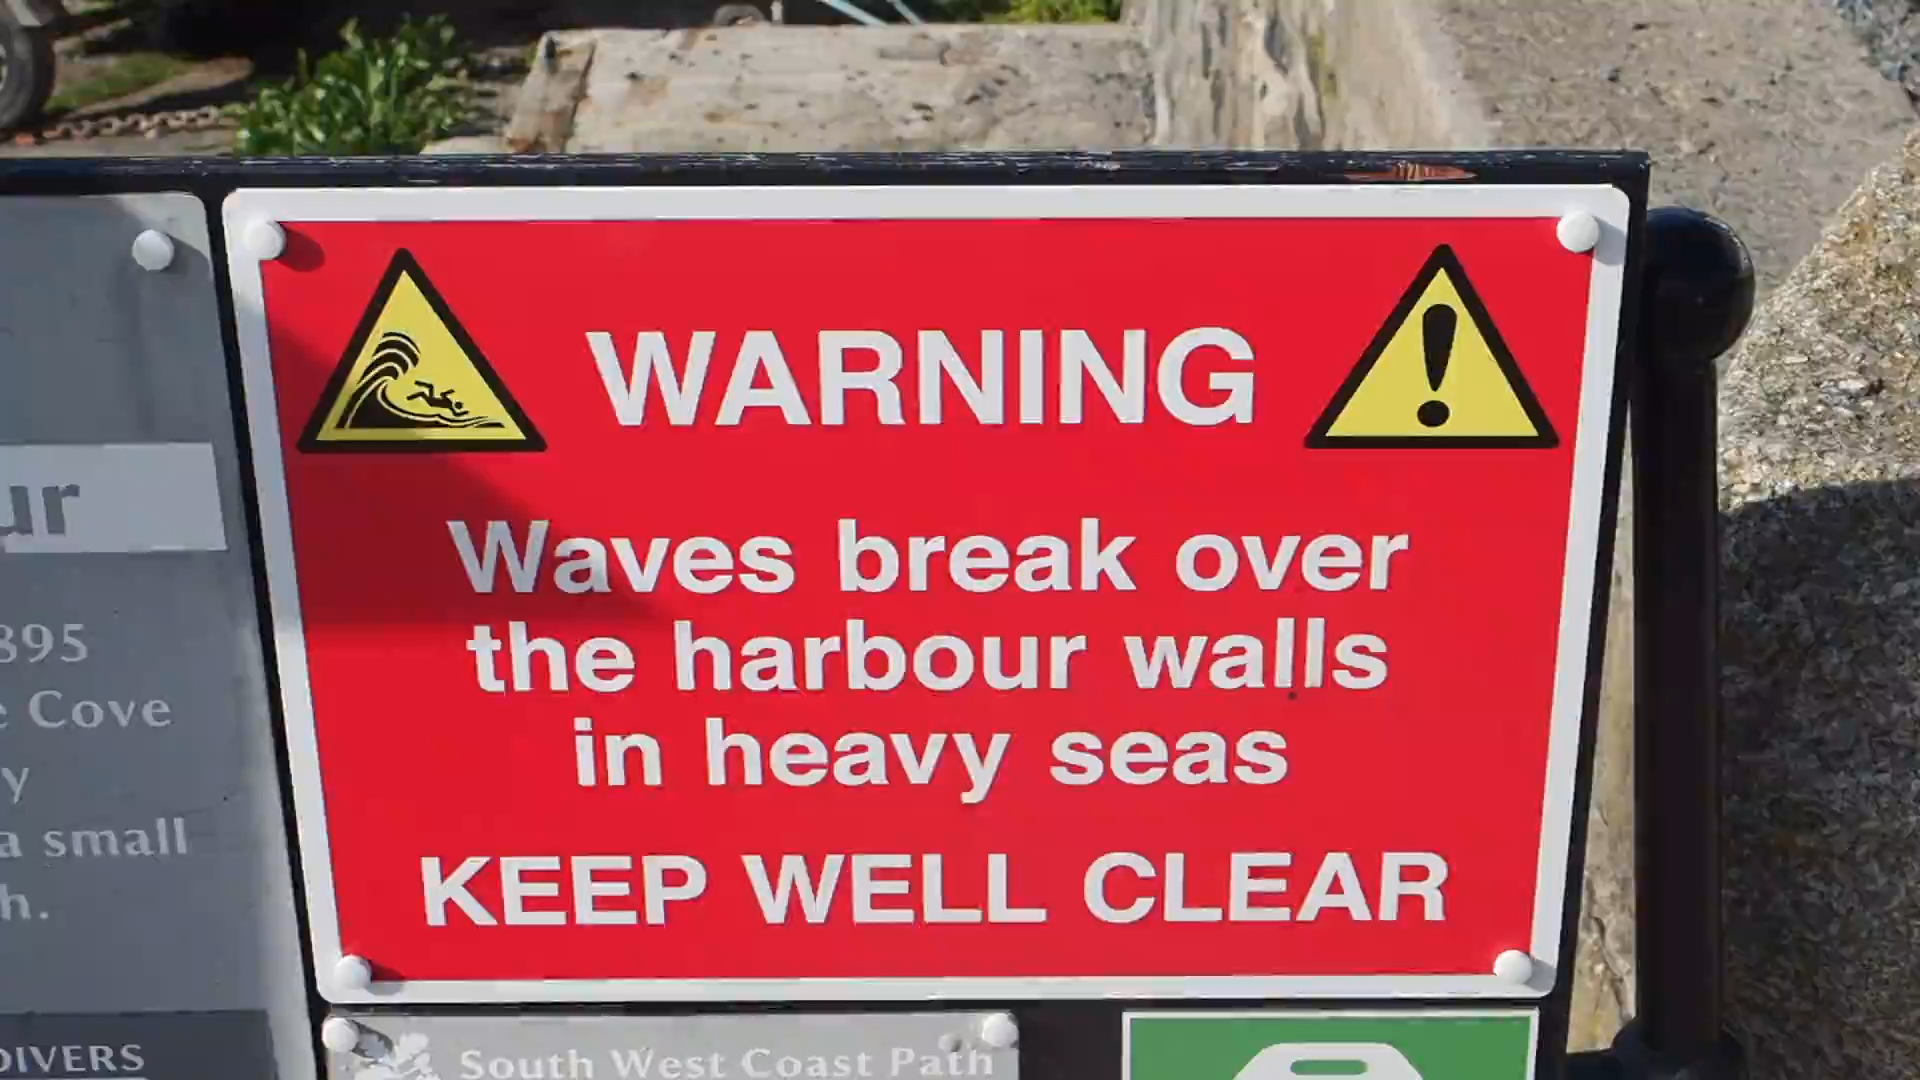 WARNING
Waves break over
the harbour walls
in heavy seas
KEEP WELL CLEAR
895
Cove
a small
DIVERS
South West Coast Path